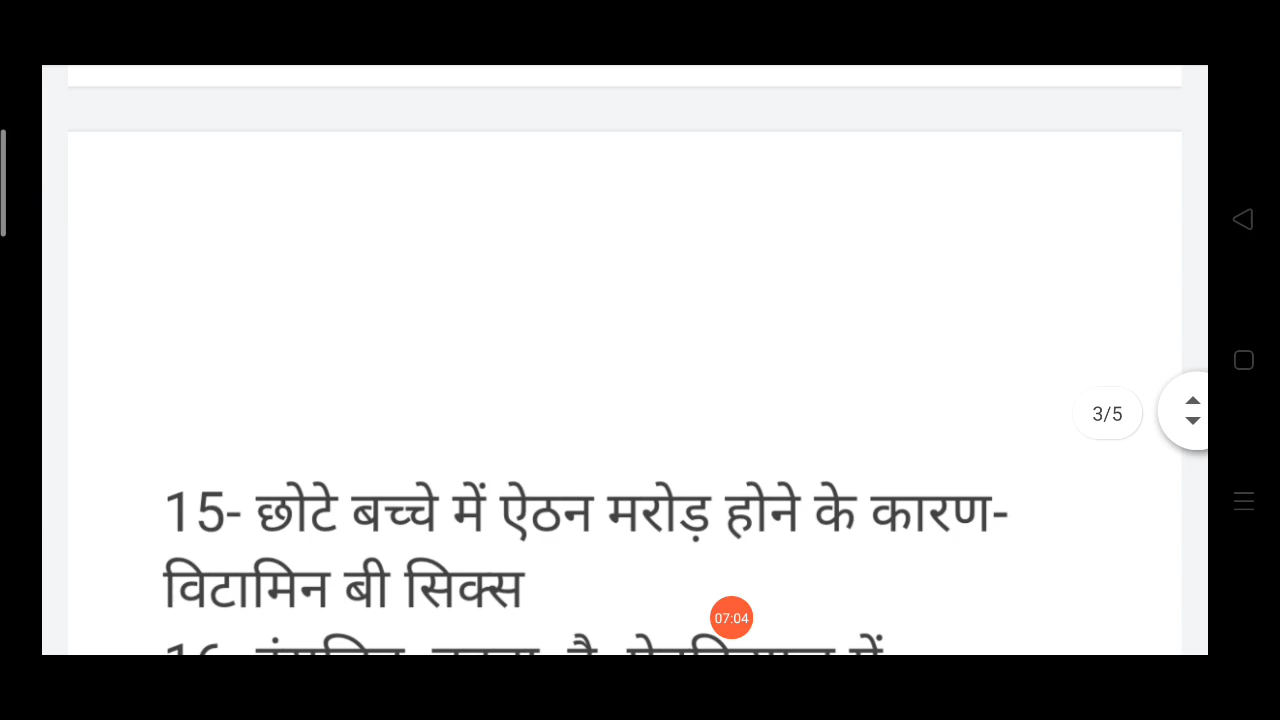 3/5
15- छोटे बच्चे में ऐठन मरोड़ होने के कारण-
विटामिन बी सिक्स
07:04